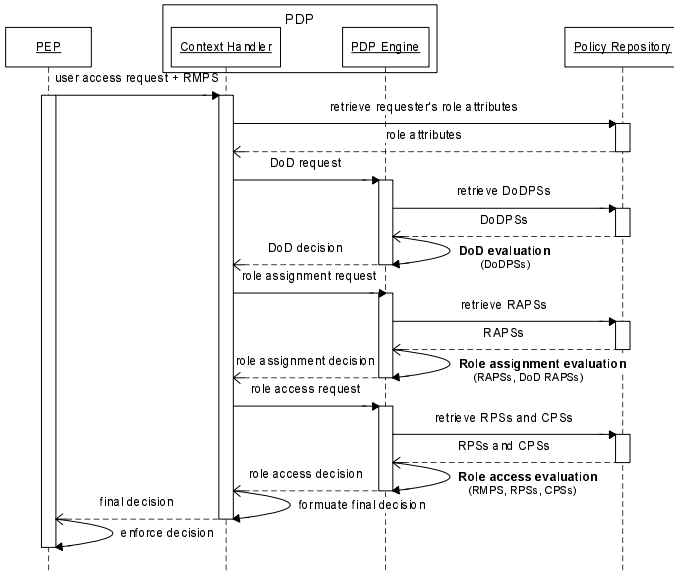 PDP
PEP
Context Handler
PDP Engine
Policy Repository
user access request + RMPS
retrieve requester's role attributes
role attributes
DoD request
retrieve DoDPSs
DoDPSs
DoD decision
DoD evaluation
(DoDPSs)
role assignment request
retrieve RAPSs
RAPSs
role assignment decision
Role assignment evaluation
(RAPSs, DoD RAPSs)
role access request
retrieve RPSs and CPSs
RPSs and CPSs
role access decision
Role access evaluation
(RMPS, RPSs, CPSs)
final decision
formuate final decision
enforce decision